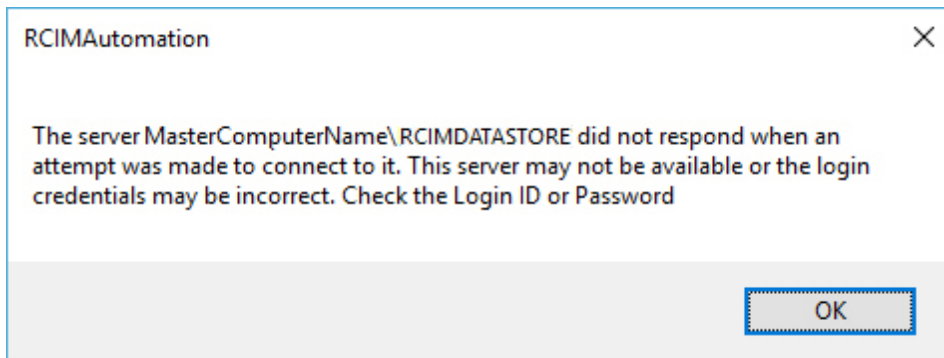 RCIMAutomation
The server MasterComputerName\RCIMDATASTORE did not respond when an
attempt was made to connect to it. This server may not be available or the login
credentials may be incorrect. Check the Login ID or Password
OK